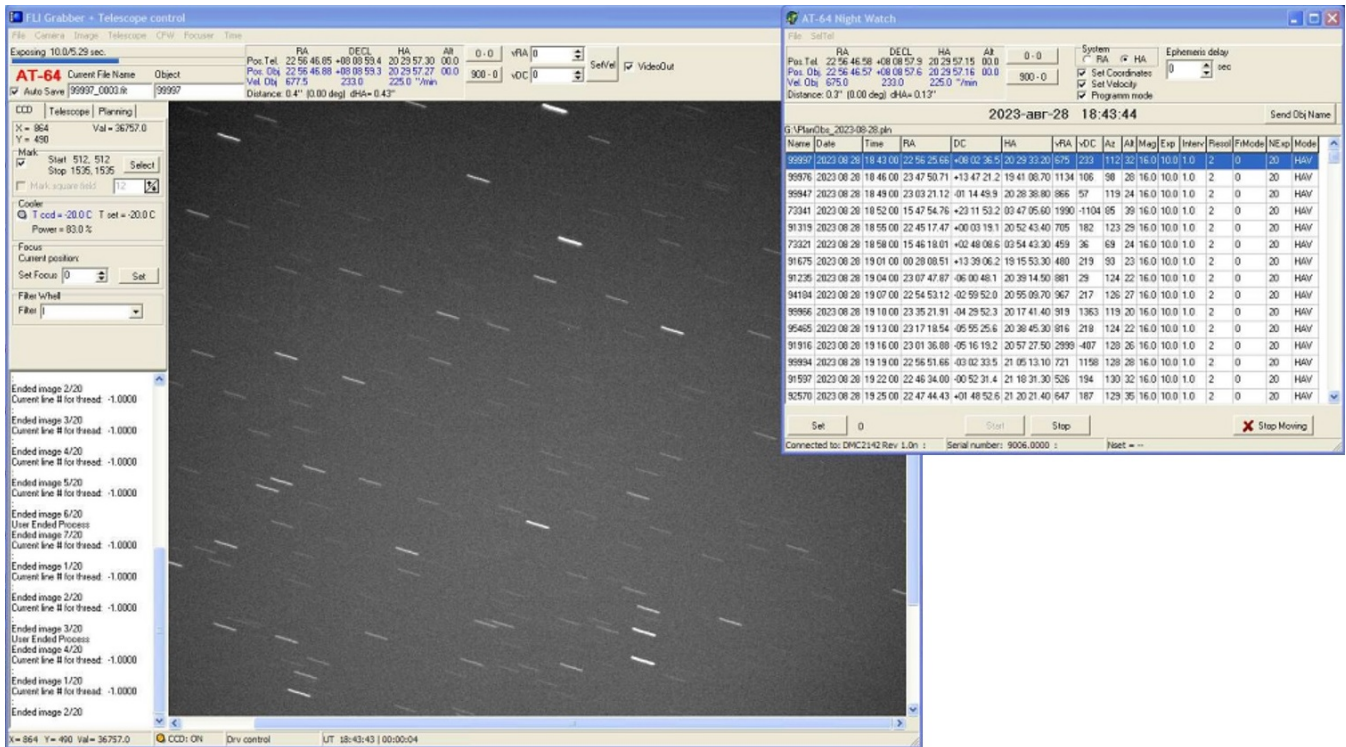 FLI Grabber + Telescope control
File Camera Image Telescope CFW Focuser Time
Exposing 10.0/5.29 sec.
AT-64 Current File Name Object
Auto Save 99997_0003.fit 99997
RA DECL HA Alt
Pos.Tel. 22 56 46.85 +08 08 59.4 20 29 57.30 00.0
Pos. Obj. 22 56 46.88 +08 08 59.3 20 29 57.27 00.0
Vel. Obj 677.5 233.0 225.0 "/min
Distance: 0.4" (0.00 deg) dHA= 0.43"
0 - 0 vRA 0
900 - 0 vDC 0
SetVel VideoOut
CCD Telescope Planning
X = 864 Val = 36757.0
Y = 490
Mark
Start 512, 512
Stop 1535, 1535 Select
Mark square field 12
Cooler
T ccd = -20.0 C T set = -20.0 C
Power = 83.0 %
Focus
Current position:
Set Focus 0 Set
Filter Whell
Filter I
Ended image 2/20
Current line # for thread: -1.0000
:
Ended image 3/20
Current line # for thread: -1.0000
:
Ended image 4/20
Current line # for thread: -1.0000
:
Ended image 5/20
Current line # for thread: -1.0000
:
Ended image 6/20
User Ended Process
Ended image 7/20
Current line # for thread: -1.0000
:
Ended image 1/20
Current line # for thread: -1.0000
:
Ended image 2/20
Current line # for thread: -1.0000
:
Ended image 3/20
User Ended Process
Ended image 4/20
Current line # for thread: -1.0000
:
Ended image 1/20
Current line # for thread: -1.0000
:
Ended image 2/20
X= 864 Y= 490 Val= 36757.0 CCD: ON Drv control UT 18:43:43 | 00:00:04
AT-64 Night Watch
File SelTel
RA DECL HA Alt
Pos.Tel. 22 56 46.58 +08 08 57.9 20 29 57.15 00.0
Pos. Obj. 22 56 46.57 +08 08 57.6 20 29 57.16 00.0
Vel. Obj 675.0 233.0 225.0 "/min
Distance: 0.3" (0.00 deg) dHA= 0.13"
0 - 0
900 - 0
System
RA HA
Set Coordinates
Set Velocity
Programm mode
Ephemeris delay
0 sec
2023-авг-28 18:43:44
Send Obj Name
G:\PlanObs_2023-08-28.pln
Name Date Time RA DC HA vRA vDC Az Alt Mag Exp Interv Resol FrMode NExp Mode
99997 2023 08 28 18 43 00 22 56 25.66 +08 02 36.5 20 29 33.20 675 233 112 32 16.0 10.0 1.0 2 0 20 HAV
99976 2023 08 28 18 46 00 23 47 50.71 +13 47 21.2 19 41 08.70 1134 106 98 28 16.0 10.0 1.0 2 0 20 HAV
99947 2023 08 28 18 49 00 23 03 21.12 -01 14 49.9 20 28 38.80 866 57 119 24 16.0 10.0 1.0 2 0 20 HAV
73341 2023 08 28 18 52 00 15 47 54.76 +23 11 53.2 03 47 05.60 1990 -1104 85 39 16.0 10.0 1.0 2 0 20 HAV
91319 2023 08 28 18 55 00 22 45 17.47 +00 03 19.1 20 52 43.40 705 182 123 29 16.0 10.0 1.0 2 0 20 HAV
73321 2023 08 28 18 58 00 15 46 18.01 +02 48 08.6 03 54 43.30 459 36 69 24 16.0 10.0 1.0 2 0 20 HAV
91675 2023 08 28 19 01 00 00 28 08.51 +13 39 06.2 19 15 53.30 480 219 93 23 16.0 10.0 1.0 2 0 20 HAV
91235 2023 08 28 19 04 00 23 07 47.87 -06 00 48.1 20 39 14.50 881 29 124 22 16.0 10.0 1.0 2 0 20 HAV
94184 2023 08 28 19 07 00 22 54 53.12 -02 59 52.0 20 55 09.70 967 217 126 27 16.0 10.0 1.0 2 0 20 HAV
99966 2023 08 28 19 10 00 23 35 21.91 -04 29 52.3 20 17 41.40 919 1363 119 20 16.0 10.0 1.0 2 0 20 HAV
95465 2023 08 28 19 13 00 23 17 18.54 -05 55 25.6 20 38 45.30 816 218 124 22 16.0 10.0 1.0 2 0 20 HAV
91916 2023 08 28 19 16 00 23 01 36.88 -05 16 19.2 20 57 27.50 2999 -407 128 26 16.0 10.0 1.0 2 0 20 HAV
99994 2023 08 28 19 19 00 22 56 51.66 -03 02 33.5 21 05 13.10 721 1158 128 28 16.0 10.0 1.0 2 0 20 HAV
91597 2023 08 28 19 22 00 22 46 34.00 -00 52 31.4 21 18 31.30 526 194 130 32 16.0 10.0 1.0 2 0 20 HAV
92570 2023 08 28 19 25 00 22 47 44.43 +01 48 52.6 21 20 21.40 647 187 129 35 16.0 10.0 1.0 2 0 20 HAV
Set 0 Start Stop Stop Moving
Connected to: DMC2142 Rev 1.0n : Serial number: 9006.0000 : Nset = --